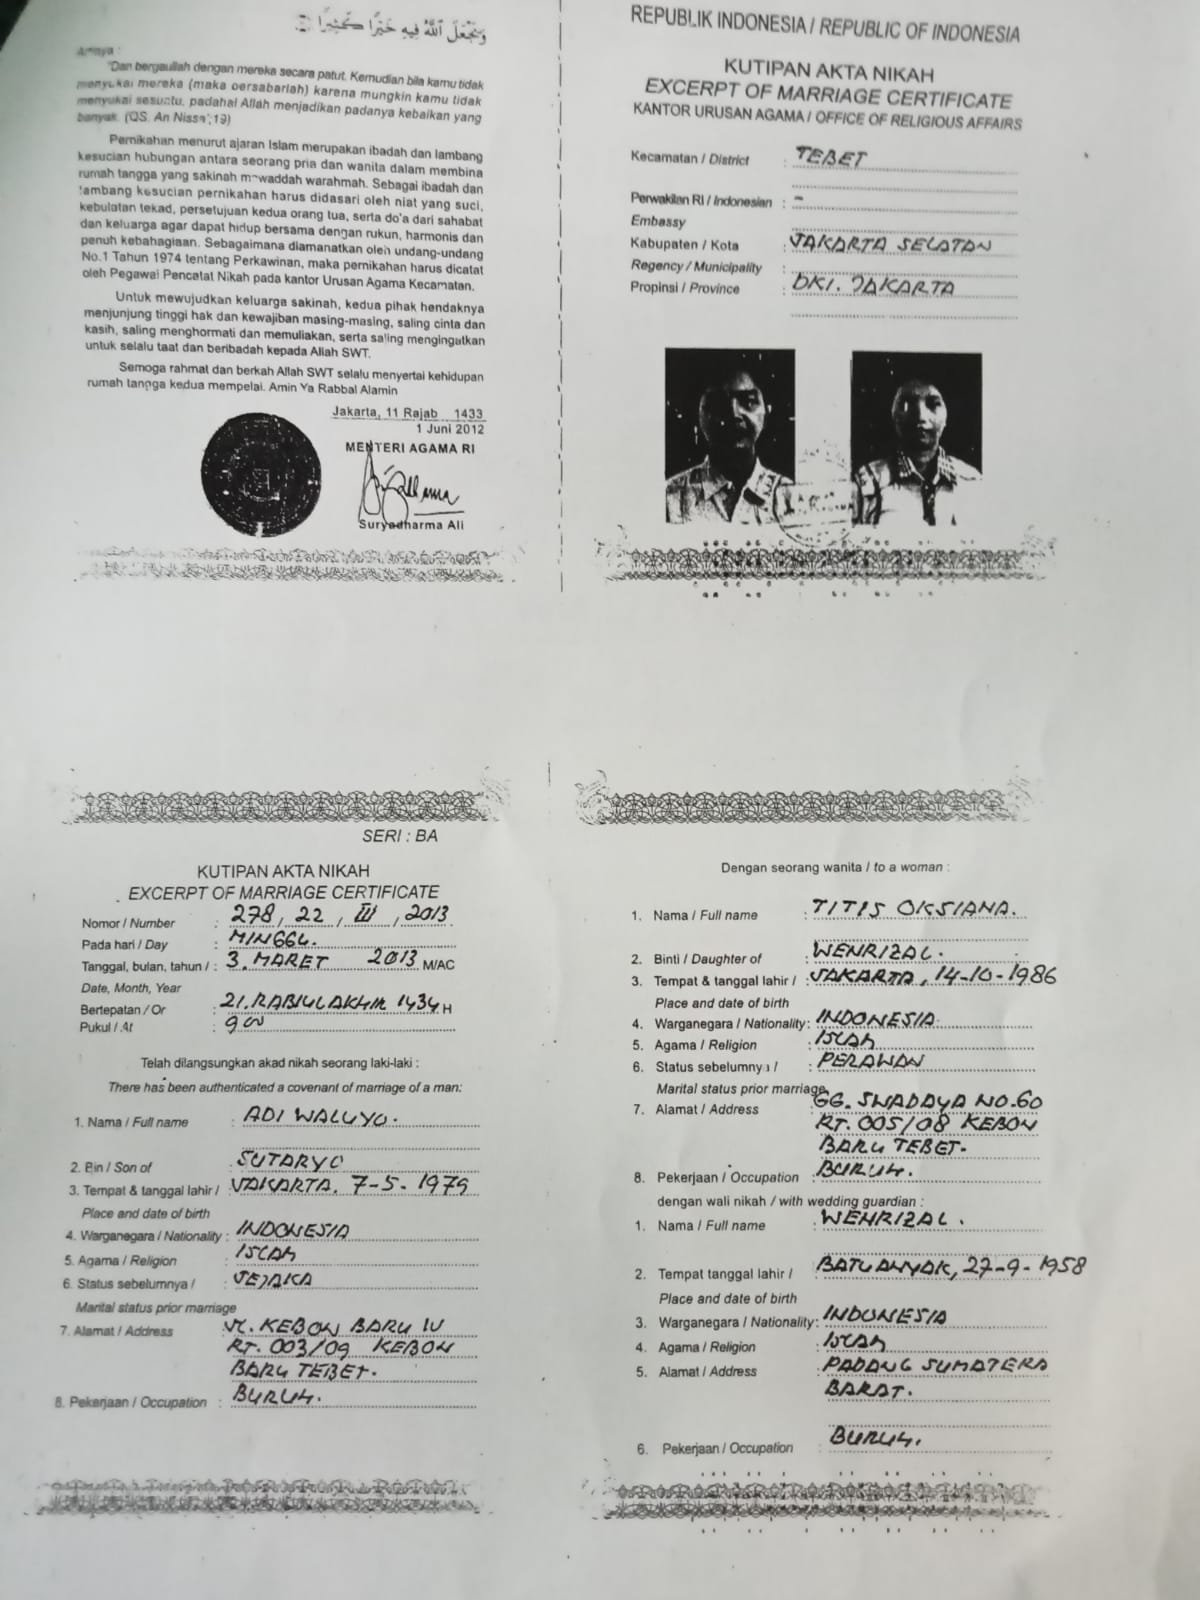 وَيَجْعَلَ ٱللَّهُ فِيهِ خَيْرًا كَثِيرًا
Artinya :
"Dan bergaullah dengan mereka secara patut. Kemudian bila kamu tidak
menyukai mereka (maka bersabarlah) karena mungkin kamu tidak
menyukai sesuatu, padahal Allah menjadikan padanya kebaikan yang
banyak. (QS. An Nissa',19)
Pernikahan menurut ajaran Islam merupakan ibadah dan lambang
kesucian hubungan antara seorang pria dan wanita dalam membina
rumah tangga yang sakinah mawaddah warahmah. Sebagai ibadah dan
lambang kesucian pernikahan harus didasari oleh niat yang suci,
kebulatan tekad, persetujuan kedua orang tua, serta do'a dari sahabat
dan keluarga agar dapat hidup bersama dengan rukun, harmonis dan
penuh kebahagiaan. Sebagaimana diamanatkan oleh undang-undang
No.1 Tahun 1974 tentang Perkawinan, maka pernikahan harus dicatat
oleh Pegawai Pencatat Nikah pada kantor Urusan Agama Kecamatan.
Untuk mewujudkan keluarga sakinah, kedua pihak hendaknya
menjunjung tinggi hak dan kewajiban masing-masing, saling cinta dan
kasih, saling menghormati dan memuliakan, serta saling mengingatkan
untuk selalu taat dan beribadah kepada Allah SWT.
Semoga rahmat dan berkah Allah SWT selalu menyertai kehidupan
rumah tangga kedua mempelai. Amin Ya Rabbal Alamin
Jakarta, 11 Rajab 1433
1 Juni 2012
MENTERI AGAMA RI
Suryadharma Ali
REPUBLIK INDONESIA / REPUBLIC OF INDONESIA
KUTIPAN AKTA NIKAH
EXCERPT OF MARRIAGE CERTIFICATE
KANTOR URUSAN AGAMA / OFFICE OF RELIGIOUS AFFAIRS
Kecamatan / District : TEBET
Perwakilan RI / Indonesian : -
Embassy
Kabupaten / Kota : JAKARTA SELATAN
Regency / Municipality :
Propinsi / Province : DKI. JAKARTA
SERI : BA
KUTIPAN AKTA NIKAH
EXCERPT OF MARRIAGE CERTIFICATE
Nomor / Number : 278, 22, III, 2013
Pada hari / Day : MINGGU.
Tanggal, bulan, tahun / : 3. MARET 2013 M/AC
Date, Month, Year
Bertepatan / Or : 21. RABIULAKHIR 1434 H
Pukul / At : 9 00
Telah dilangsungkan akad nikah seorang laki-laki :
There has been authenticated a covenant of marriage of a man:
1. Nama / Full name : ADI WALUYO.
2. Bin / Son of : SUTARYO
3. Tempat & tanggal lahir / : JAKARTA, 7-5-1979
Place and date of birth
4. Warganegara / Nationality : INDONESIA
5. Agama / Religion : ISLAM
6. Status sebelumnya / : JEJAKA
Marital status prior marriage
7. Alamat / Address : JL. KEBON BARU IV
RT. 003/09 KEBON
BARU TEBET.
8. Pekerjaan / Occupation : BURUH.
Dengan seorang wanita / to a woman :
1. Nama / Full name : TITIS OKSIANA.
2. Binti / Daughter of : WENRIZAL.
3. Tempat & tanggal lahir / : JAKARTA, 14-10-1986
Place and date of birth
4. Warganegara / Nationality : INDONESIA
5. Agama / Religion : ISLAM
6. Status sebelumnya / : PERAWAN
Marital status prior marriage
7. Alamat / Address : GG. SWADAYA NO.60
RT. 005/08 KEBON
BARU TEBET.
8. Pekerjaan / Occupation : BURUH.
dengan wali nikah / with wedding guardian :
1. Nama / Full name : WENRIZAL.
2. Tempat tanggal lahir / : 27-9-1958
Place and date of birth
3. Warganegara / Nationality : INDONESIA
4. Agama / Religion : ISLAM
5. Alamat / Address : PADANG SUMATERA
BARAT.
6. Pekerjaan / Occupation : BURUH.